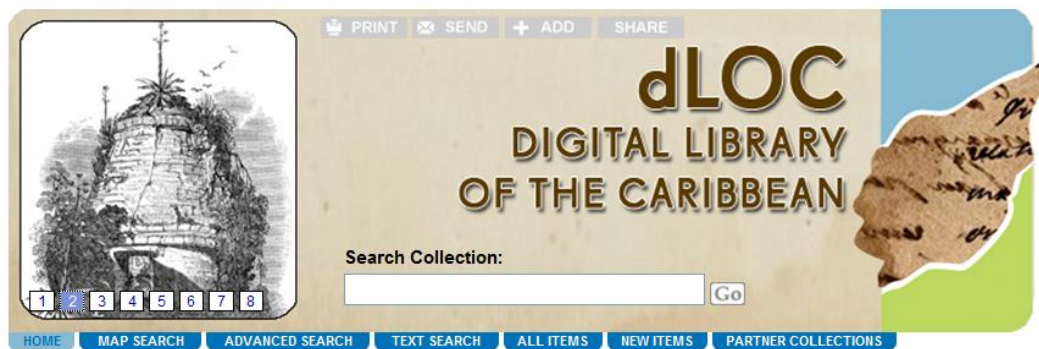 PRINT SEND ADD SHARE
dLOC
DIGITAL LIBRARY
OF THE CARIBBEAN
Search Collection:
Go
1 2 3 4 5 6 7 8
HOME MAP SEARCH ADVANCED SEARCH TEXT SEARCH ALL ITEMS NEW ITEMS PARTNER COLLECTIONS